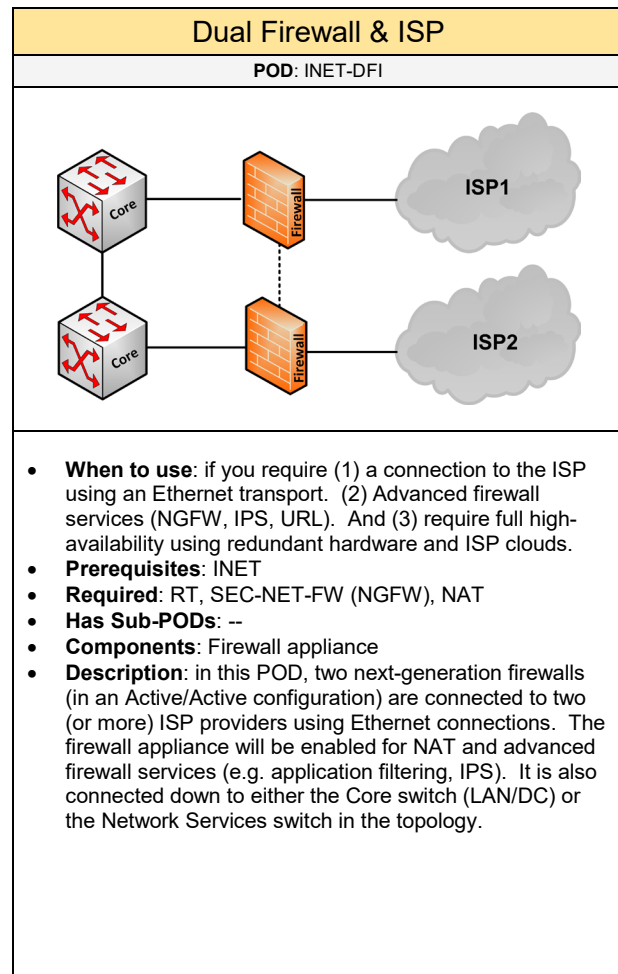 Dual Firewall & ISP
POD: INET-DFI
Core
Firewall
ISP1
Core
Firewall
ISP2
• When to use: if you require (1) a connection to the ISP
using an Ethernet transport.  (2) Advanced firewall
services (NGFW, IPS, URL).  And (3) require full high-
availability using redundant hardware and ISP clouds.
• Prerequisites: INET
• Required: RT, SEC-NET-FW (NGFW), NAT
• Has Sub-PODs: --
• Components: Firewall appliance
• Description: in this POD, two next-generation firewalls
(in an Active/Active configuration) are connected to two
(or more) ISP providers using Ethernet connections.  The
firewall appliance will be enabled for NAT and advanced
firewall services (e.g. application filtering, IPS).  It is also
connected down to either the Core switch (LAN/DC) or
the Network Services switch in the topology.